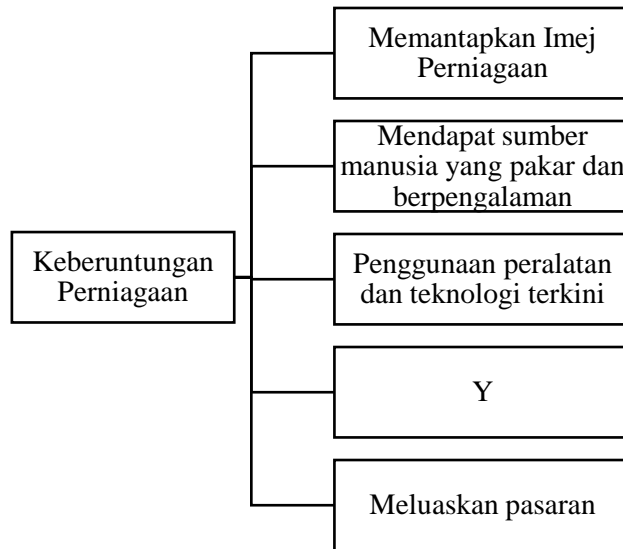 Memantapkan Imej
Perniagaan
Mendapat sumber
manusia yang pakar dan
berpengalaman
Keberuntungan
Perniagaan
Penggunaan peralatan
dan teknologi terkini
Y
Meluaskan pasaran